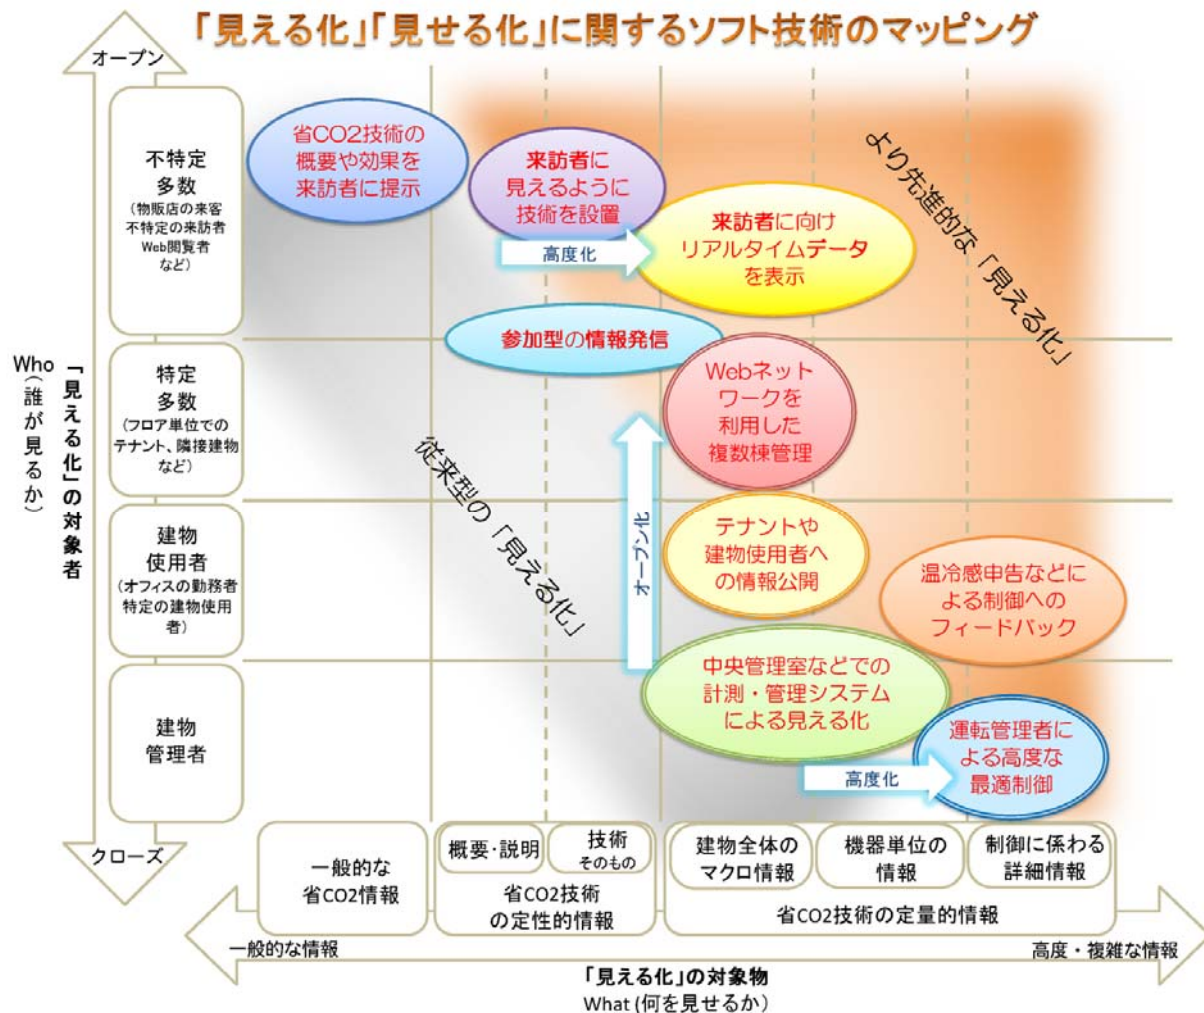 「見える化」「見せる化」に関するソフト技術のマッピング
オープン
不特定
多数
(物販店の来客
不特定の来訪者
Web閲覧者
など)
特定
多数
(フロア単位での
テナント、隣接建物
など)
建物
使用者
(オフィスの勤務者
特定の建物使用
者)
建物
管理者
クローズ
「見える化」の対象者
Who(誰が見るか)
省CO2技術の
概要や効果を
来訪者に提示
来訪者に
見えるように
技術を設置
高度化
来訪者に向け
リアルタイムデータ
を表示
より先進的な「見える化」
参加型の情報発信
Webネット
ワークを
利用した
複数棟管理
従来型の「見える化」
オープン化
テナントや
建物使用者へ
の情報公開
温冷感申告などに
よる制御への
フィードバック
中央管理室などでの
計測・管理システム
による見える化
高度化
運転管理者に
よる高度な
最適制御
一般的な
省CO2情報
概要・説明
技術
そのもの
省CO2技術
の定性的情報
建物全体の
マクロ情報
機器単位の
情報
制御に係わる
詳細情報
省CO2技術の定量的情報
一般的な情報
高度・複雑な情報
「見える化」の対象物
What (何を見せるか)